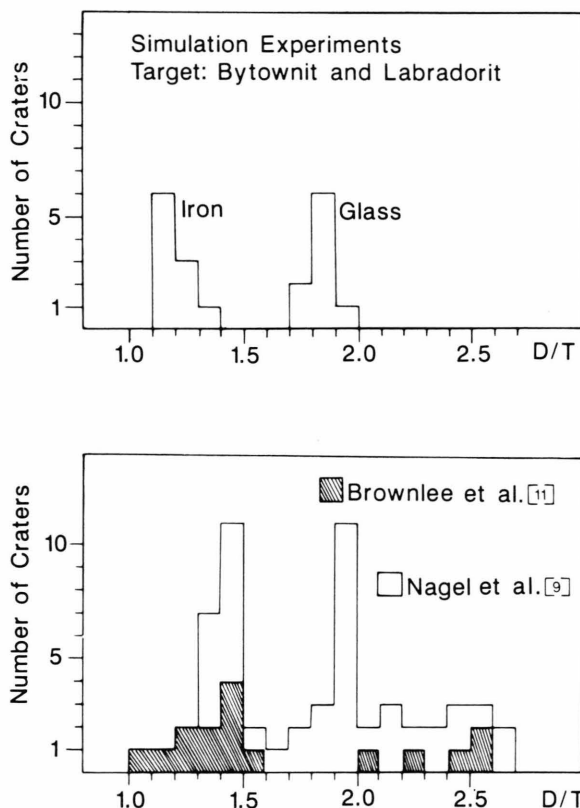 Simulation Experiments
Target: Bytownit and Labradorit
Number of Craters
10
5
1
Iron
Glass
1.0 1.5 2.0 2.5 D/T
Brownlee et al.[11]
Nagel et al.[9]
Number of Craters
10
5
1
1.0 1.5 2.0 2.5 D/T